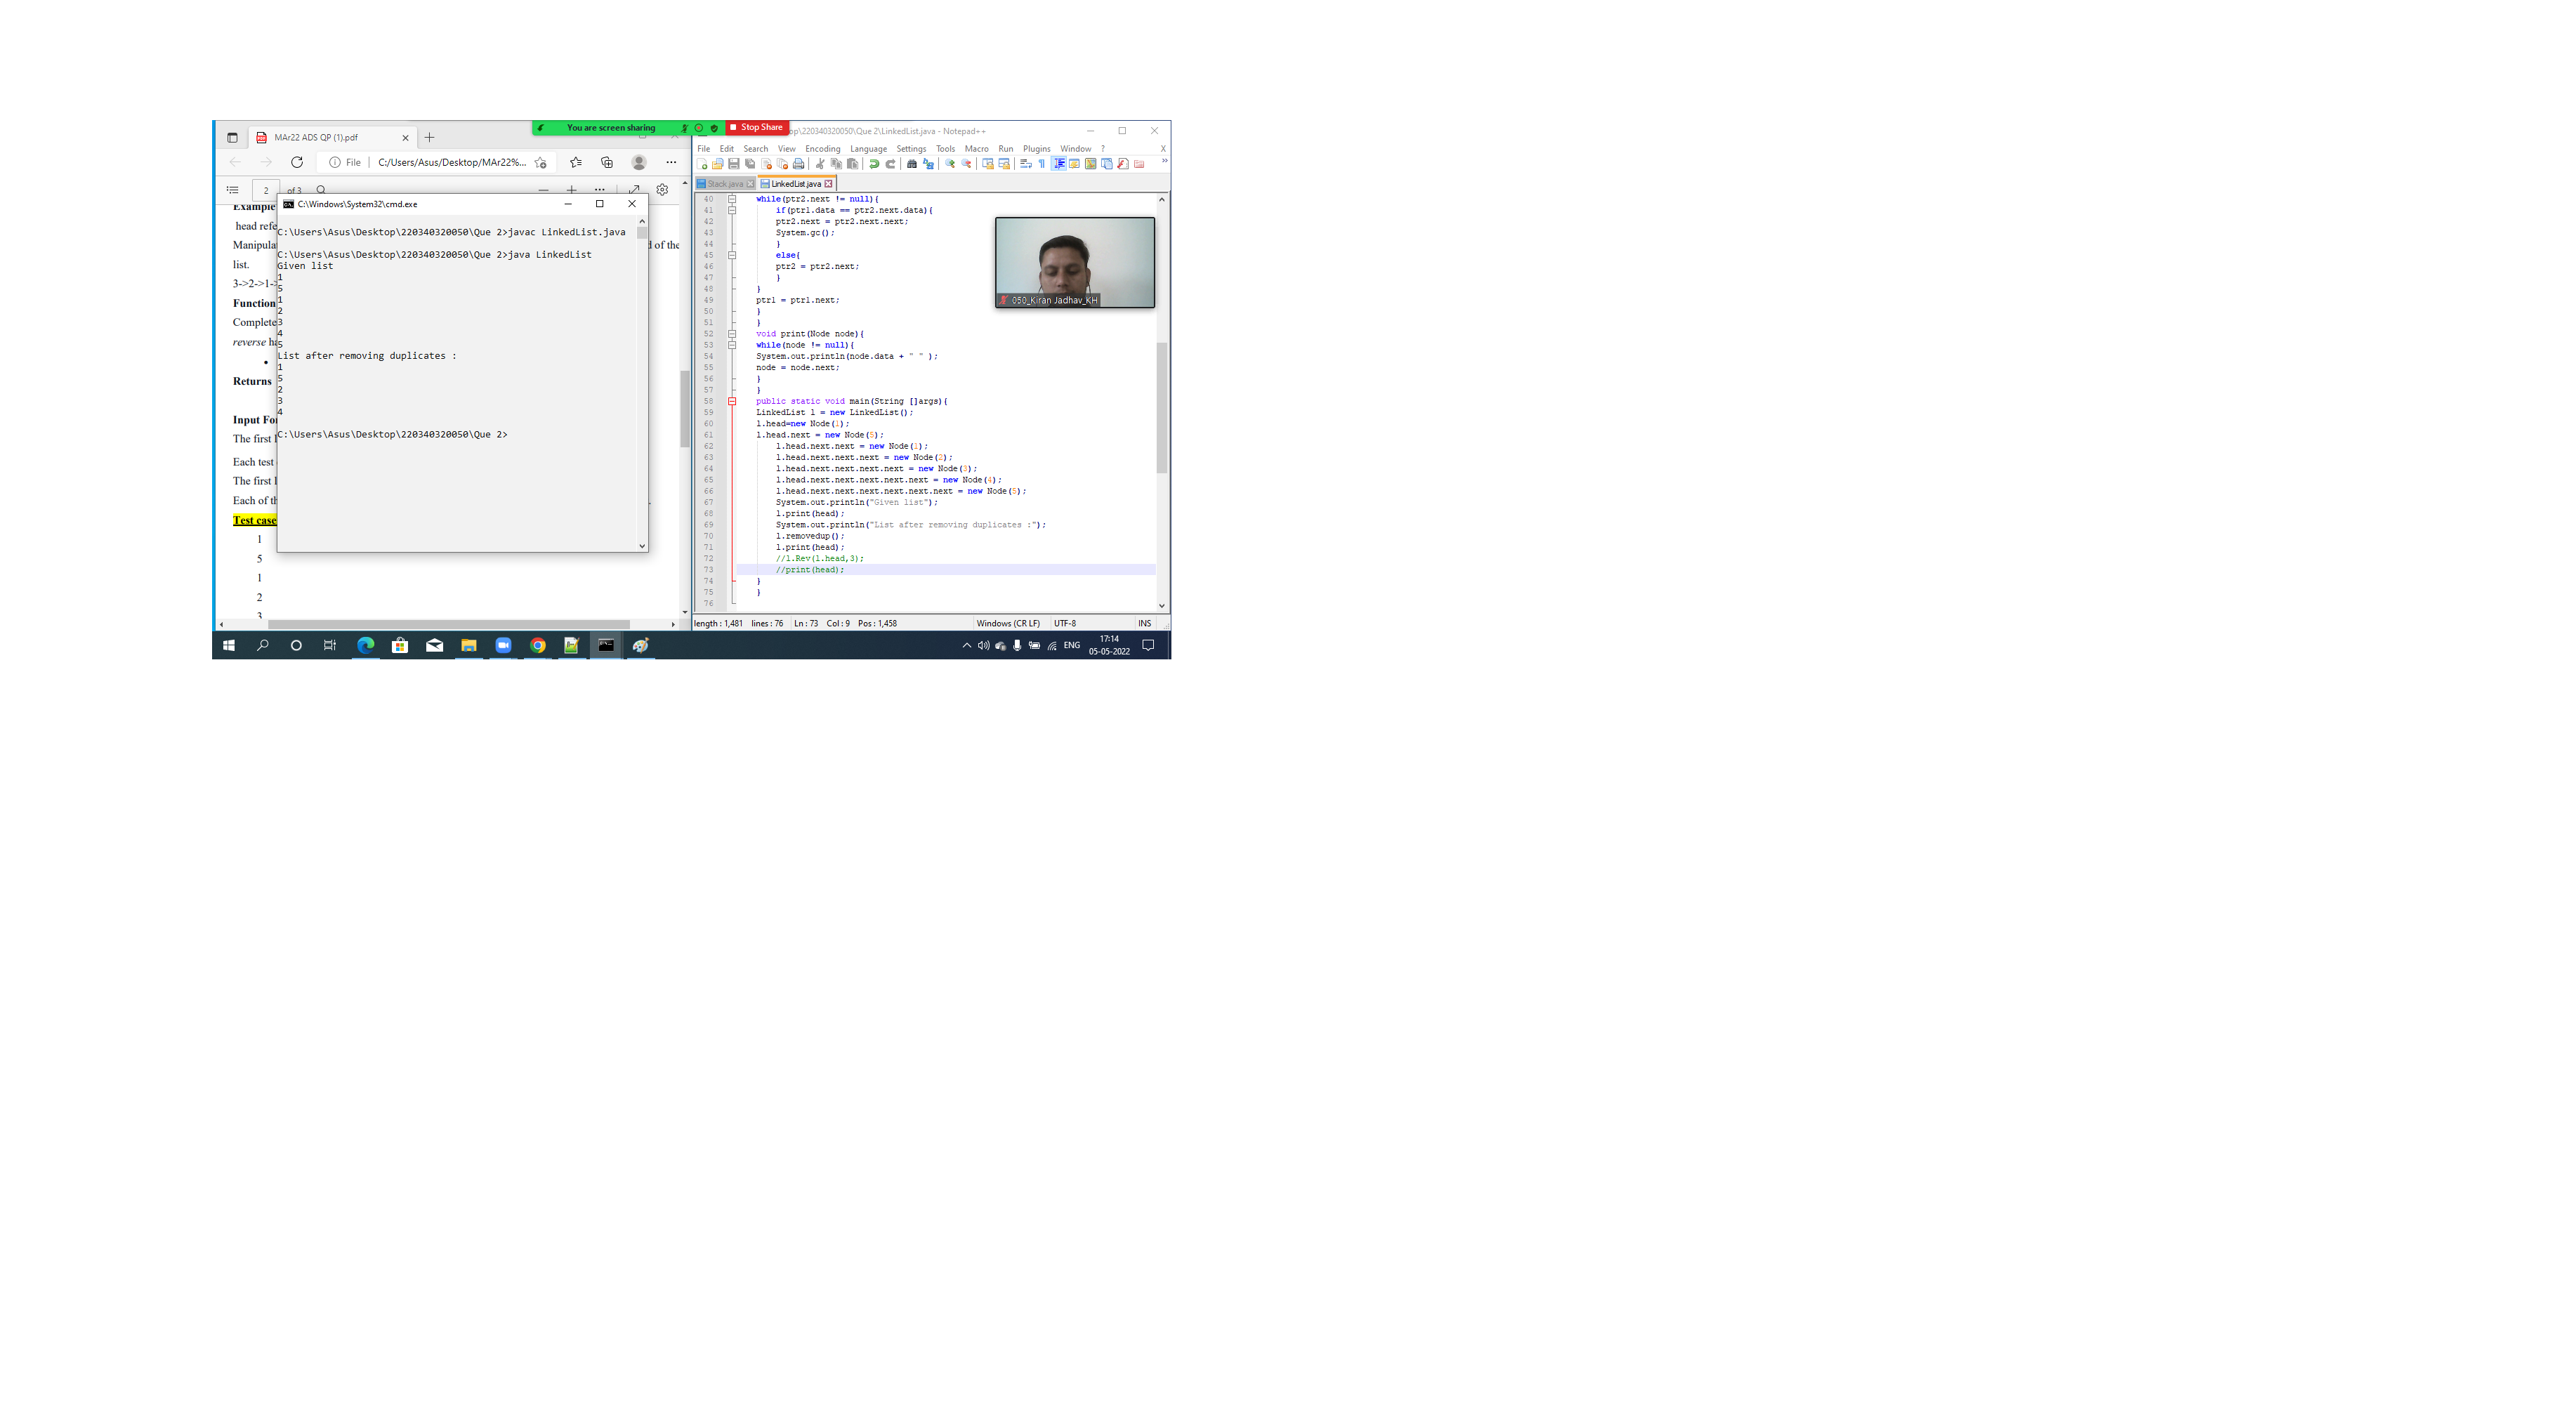 MAr22 ADS QP (1).pdf
You are screen sharing
Stop Share
File
C:/Users/Asus/Desktop/MAr22%...
2
of 3
Example
head refe
Manipula
d of the
list.
3->2->1-
Function
Complete
reverse ha
Returns
Input Fo
The first l
Each test
The first l
Each of th
Test case
1
5
1
2
3
C:\Windows\System32\cmd.exe
C:\Users\Asus\Desktop\220340320050\Que 2>javac LinkedList.java
C:\Users\Asus\Desktop\220340320050\Que 2>java LinkedList
Given list
1
5
1
2
3
4
5
List after removing duplicates :
1
5
2
3
4
C:\Users\Asus\Desktop\220340320050\Que 2>
op\220340320050\Que 2\LinkedList.java - Notepad++
File Edit Search View Encoding Language Settings Tools Macro Run Plugins Window ? X
Stack.java LinkedList.java
40 while(ptr2.next != null){
41 if(ptr1.data == ptr2.next.data){
42 ptr2.next = ptr2.next.next;
43 System.gc();
44 }
45 else{
46 ptr2 = ptr2.next;
47 }
48 }
49 ptr1 = ptr1.next;
50 }
51 }
52 void print(Node node){
53 while(node != null){
54 System.out.println(node.data + " " );
55 node = node.next;
56 }
57 }
58 public static void main(String []args){
59 LinkedList l = new LinkedList();
60 l.head=new Node(1);
61 l.head.next = new Node(5);
62 l.head.next.next = new Node(1);
63 l.head.next.next.next = new Node(2);
64 l.head.next.next.next.next = new Node(3);
65 l.head.next.next.next.next.next = new Node(4);
66 l.head.next.next.next.next.next.next = new Node(5);
67 System.out.println("Given list");
68 l.print(head);
69 System.out.println("List after removing duplicates :");
70 l.removedup();
71 l.print(head);
72 //l.Rev(l.head,3);
73 //print(head);
74 }
75 }
76
050_Kiran Jadhav_KH
length : 1,481 lines : 76 Ln : 73 Col : 9 Pos : 1,458 Windows (CR LF) UTF-8 INS
ENG
17:14
05-05-2022